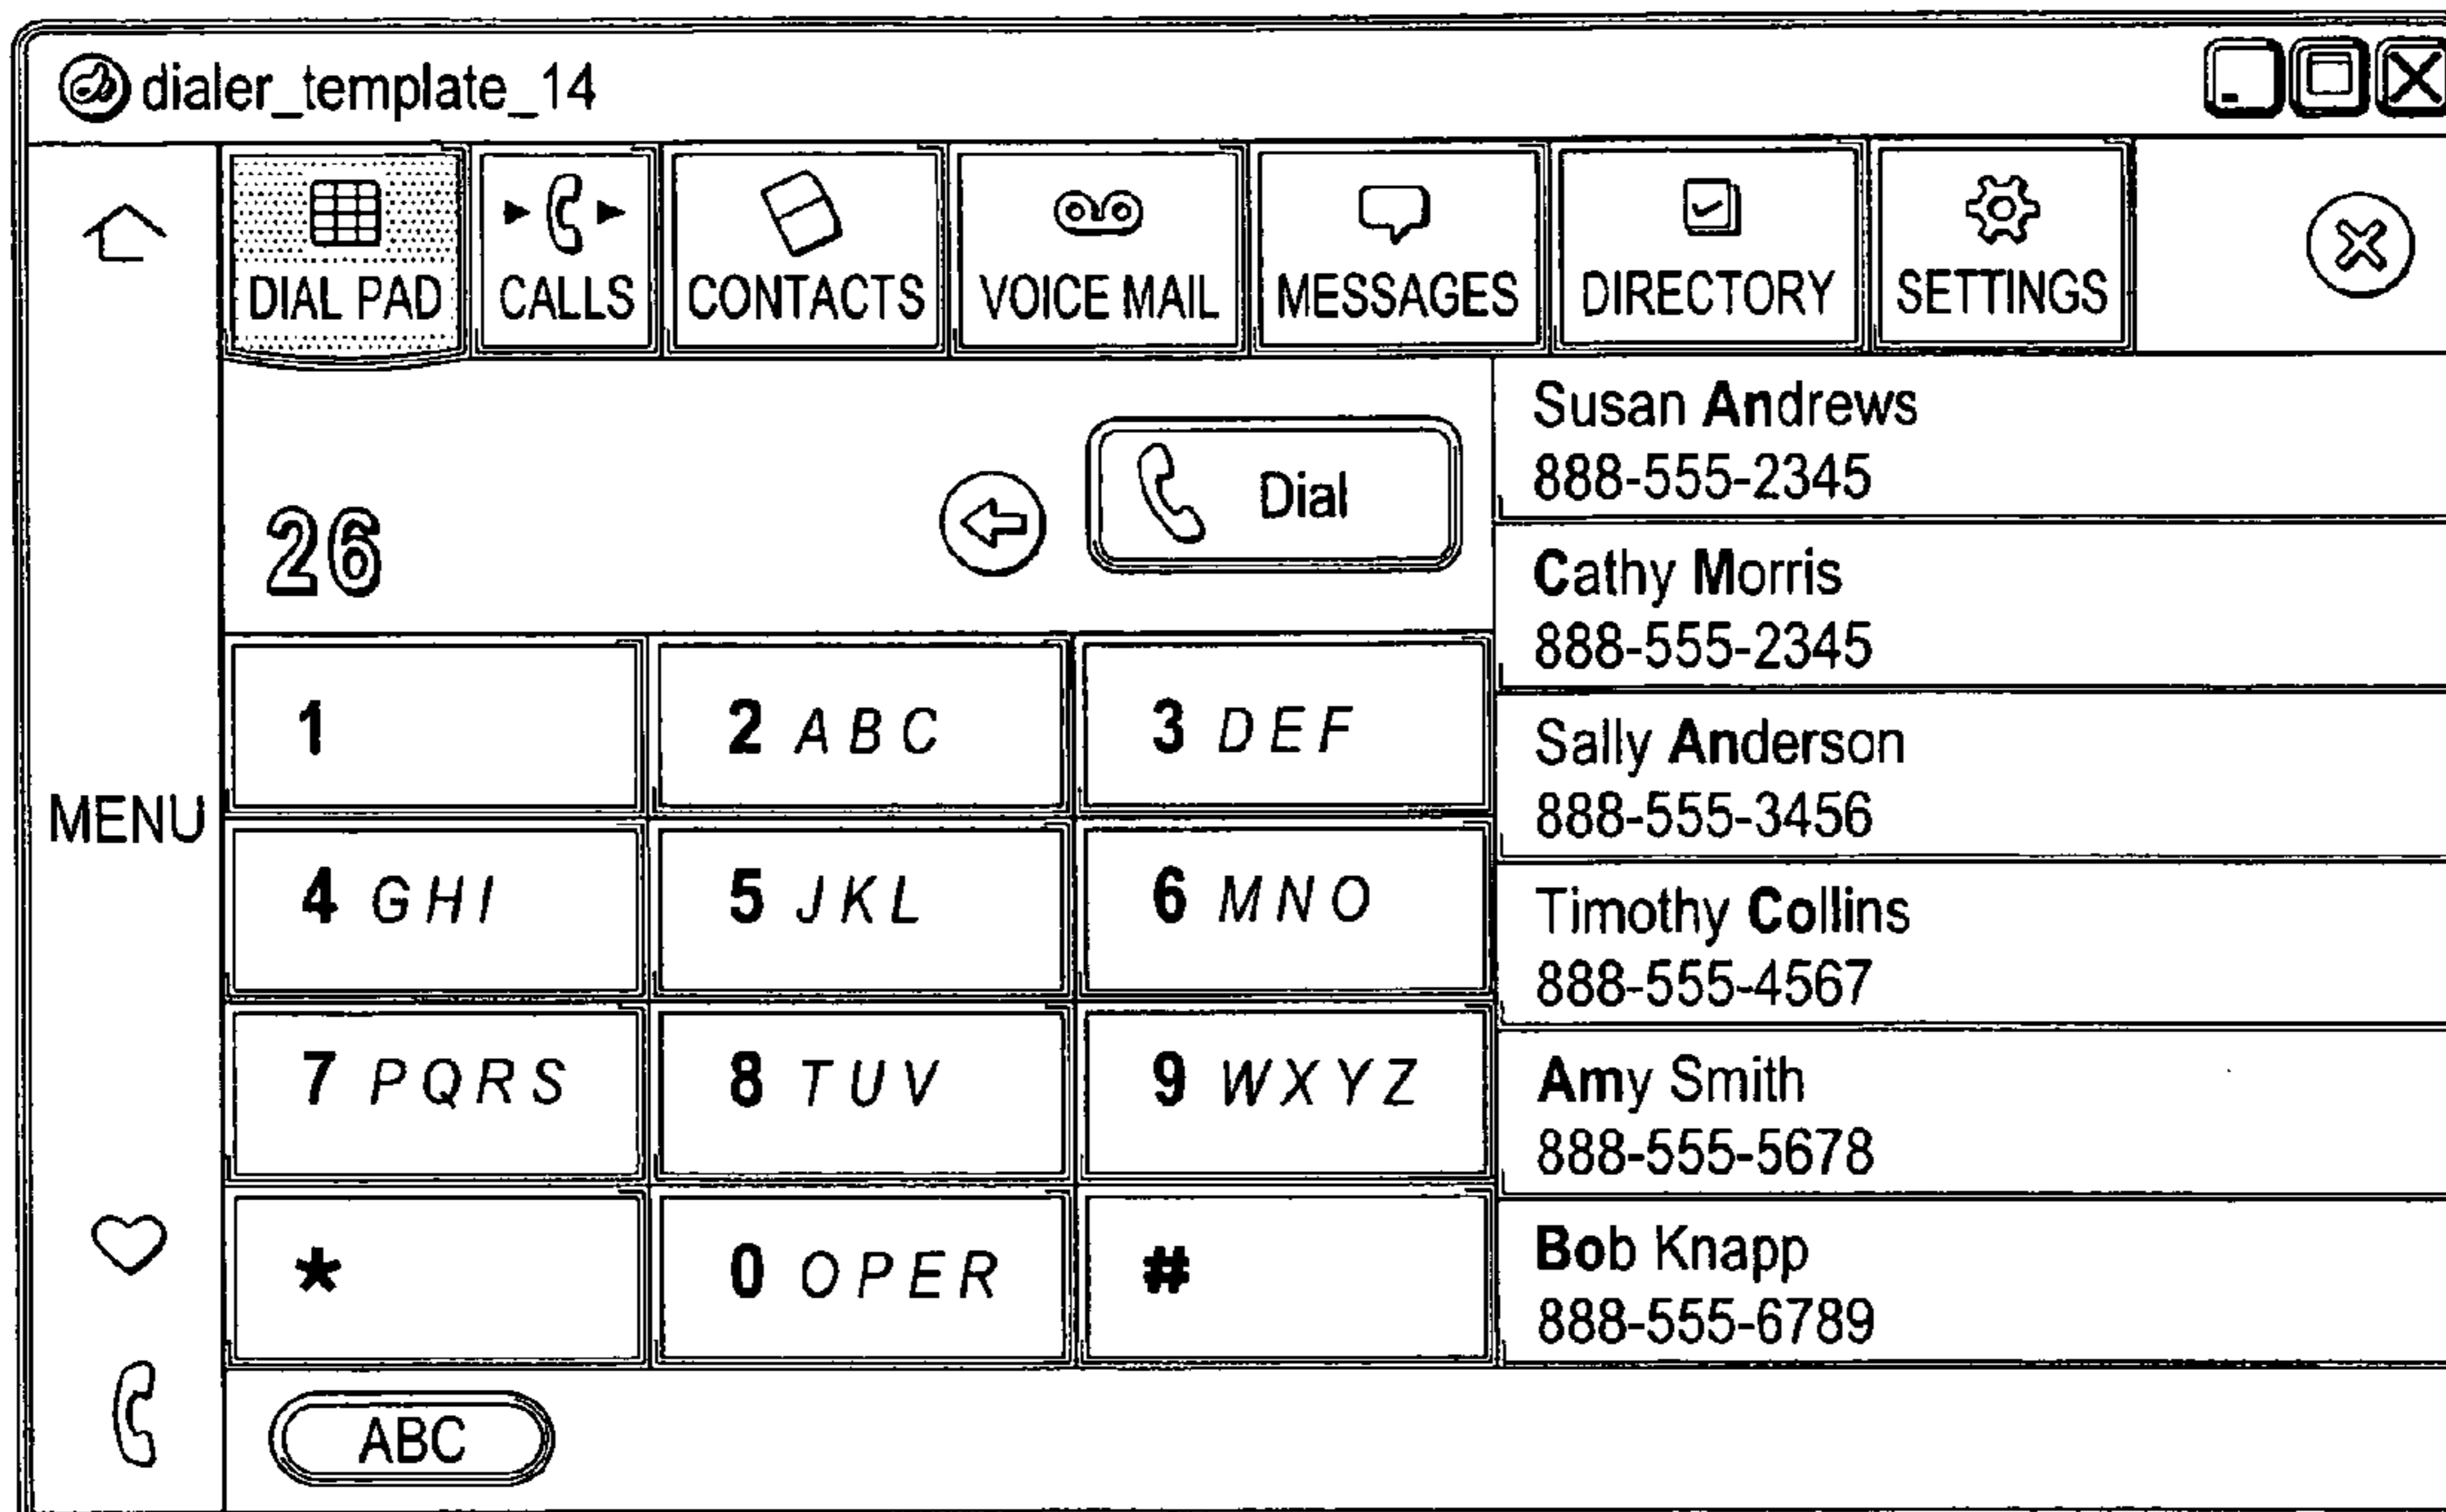 dialer_template_14
DIAL PAD CALLS CONTACTS VOICE MAIL MESSAGES DIRECTORY SETTINGS
26
Dial
MENU
1 2 ABC 3 DEF
4 GHI 5 JKL 6 MNO
7 PQRS 8 TUV 9 WXYZ
* 0 OPER #
ABC
Susan Andrews
888-555-2345
Cathy Morris
888-555-2345
Sally Anderson
888-555-3456
Timothy Collins
888-555-4567
Amy Smith
888-555-5678
Bob Knapp
888-555-6789